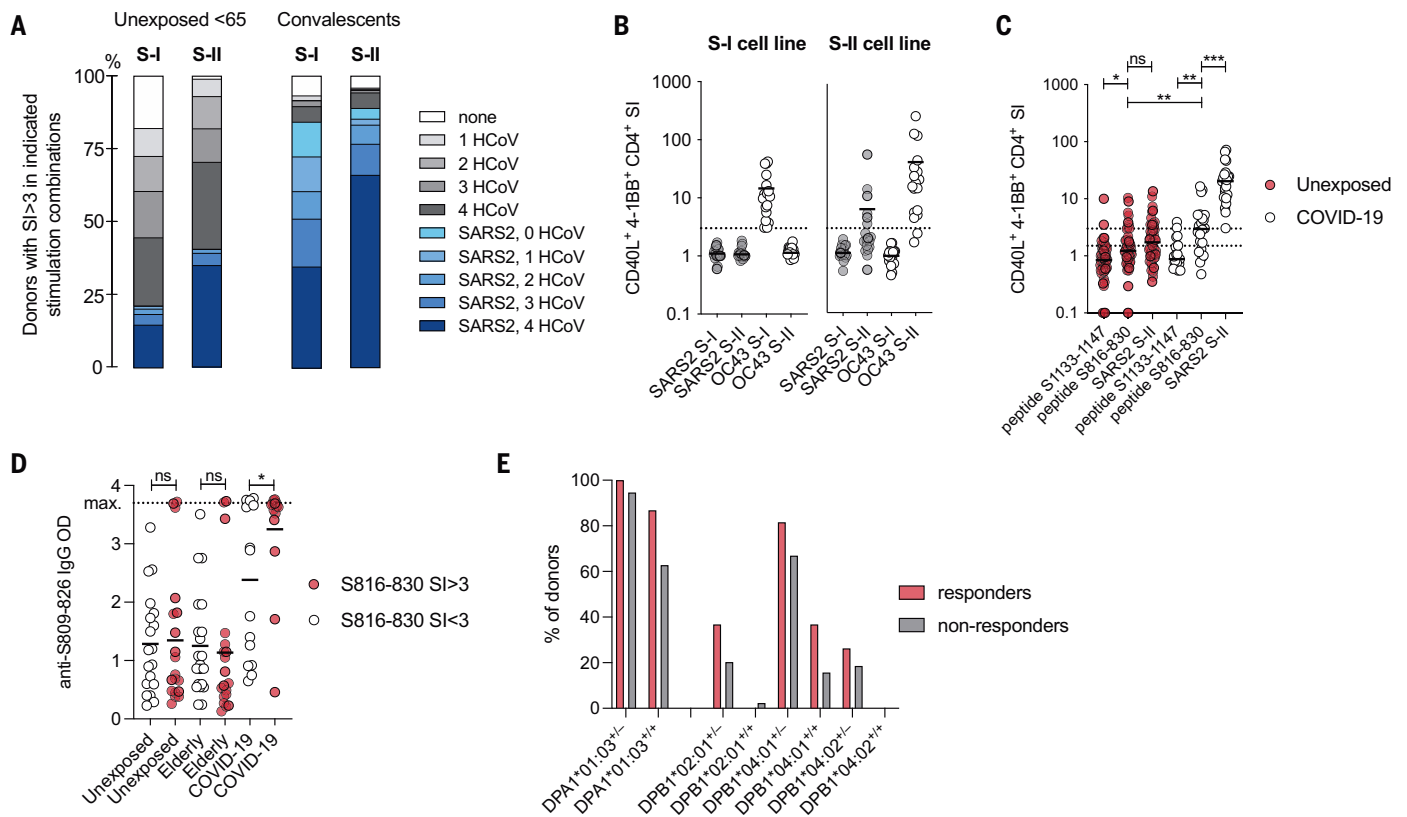 A
Unexposed <65
Convalescents
S-I
S-II
S-I
S-II
%
100
75
50
25
0
Donors with SI>3 in indicated
stimulation combinations
none
1 HCoV
2 HCoV
3 HCoV
4 HCoV
SARS2, 0 HCoV
SARS2, 1 HCoV
SARS2, 2 HCoV
SARS2, 3 HCoV
SARS2, 4 HCoV
B
S-I cell line
S-II cell line
CD40L⁺ 4-1BB⁺ CD4⁺ SI
1000
100
10
1
0.1
SARS2 S-I
SARS2 S-II
OC43 S-I
OC43 S-II
SARS2 S-I
SARS2 S-II
OC43 S-I
OC43 S-II
C
CD40L⁺ 4-1BB⁺ CD4⁺ SI
1000
100
10
1
0.1
ns
***
*
**
**
peptide S1133-1147
peptide S816-830
SARS2 S-II
peptide S1133-1147
peptide S816-830
SARS2 S-II
Unexposed
COVID-19
D
anti-S809-826 IgG OD
4
max.
3
2
1
0
ns
ns
*
Unexposed
Unexposed
Elderly
Elderly
COVID-19
COVID-19
S816-830 SI>3
S816-830 SI<3
E
% of donors
100
80
60
40
20
0
DPA1*01:03⁺/⁻
DPA1*01:03⁺/⁺
DPB1*02:01⁺/⁻
DPB1*02:01⁺/⁺
DPB1*04:01⁺/⁻
DPB1*04:01⁺/⁺
DPB1*04:02⁺/⁻
DPB1*04:02⁺/⁺
responders
non-responders